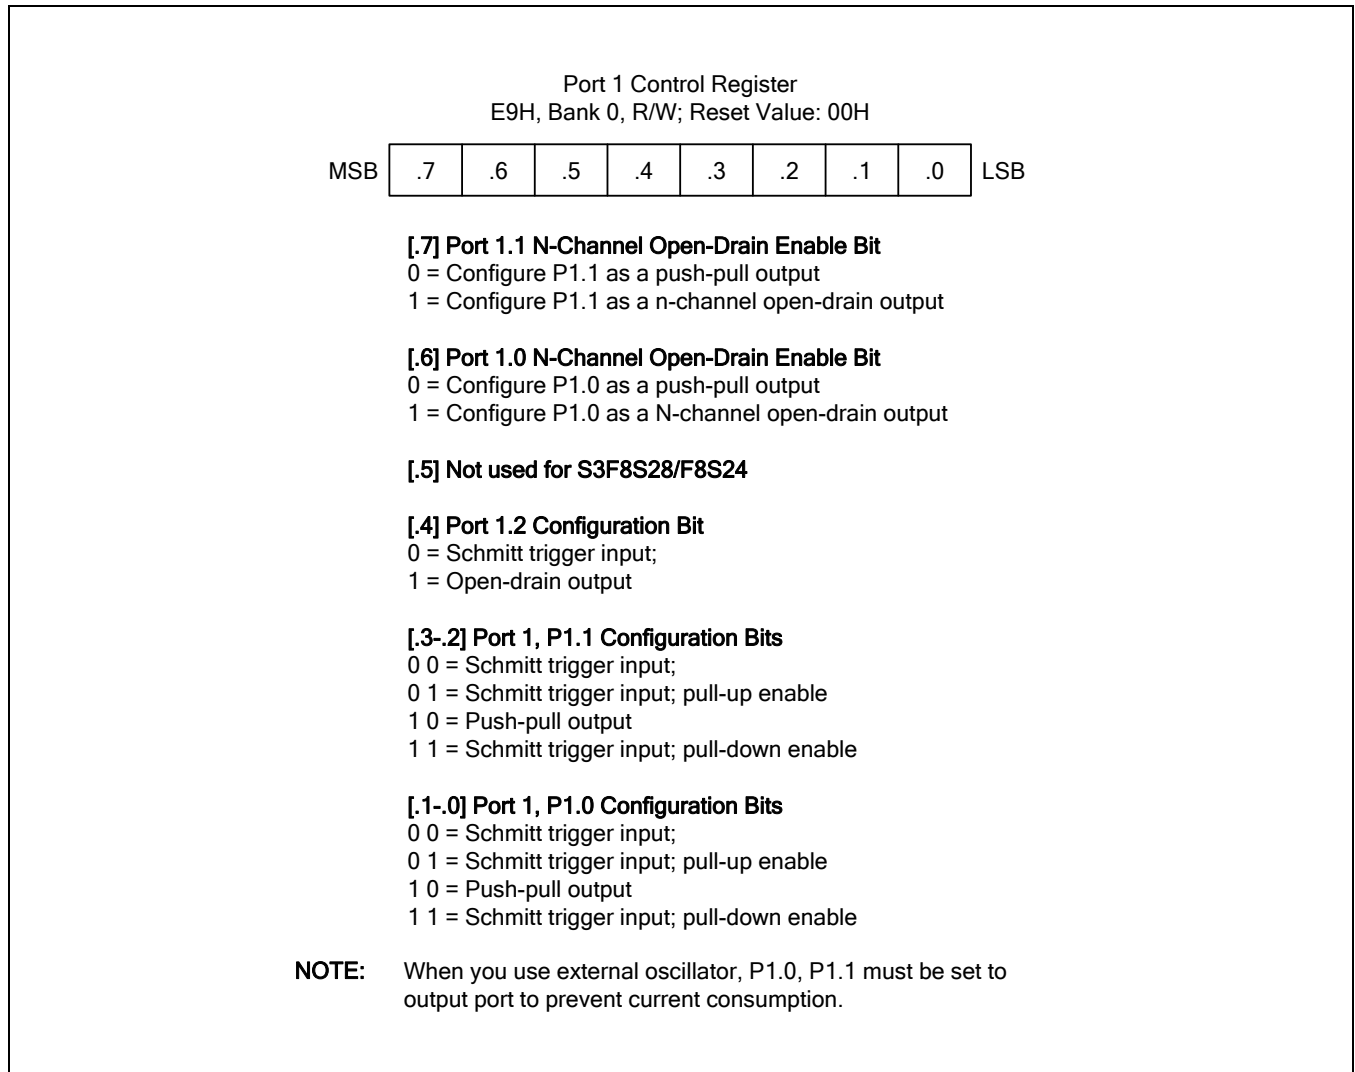 Port 1 Control Register
E9H, Bank 0, R/W; Reset Value: 00H
MSB .7 .6 .5 .4 .3 .2 .1 .0 LSB
[.7] Port 1.1 N-Channel Open-Drain Enable Bit
0 = Configure P1.1 as a push-pull output
1 = Configure P1.1 as a n-channel open-drain output
[.6] Port 1.0 N-Channel Open-Drain Enable Bit
0 = Configure P1.0 as a push-pull output
1 = Configure P1.0 as a N-channel open-drain output
[.5] Not used for S3F8S28/F8S24
[.4] Port 1.2 Configuration Bit
0 = Schmitt trigger input;
1 = Open-drain output
[.3-.2] Port 1, P1.1 Configuration Bits
0 0 = Schmitt trigger input;
0 1 = Schmitt trigger input; pull-up enable
1 0 = Push-pull output
1 1 = Schmitt trigger input; pull-down enable
[.1-.0] Port 1, P1.0 Configuration Bits
0 0 = Schmitt trigger input;
0 1 = Schmitt trigger input; pull-up enable
1 0 = Push-pull output
1 1 = Schmitt trigger input; pull-down enable
NOTE: When you use external oscillator, P1.0, P1.1 must be set to
output port to prevent current consumption.